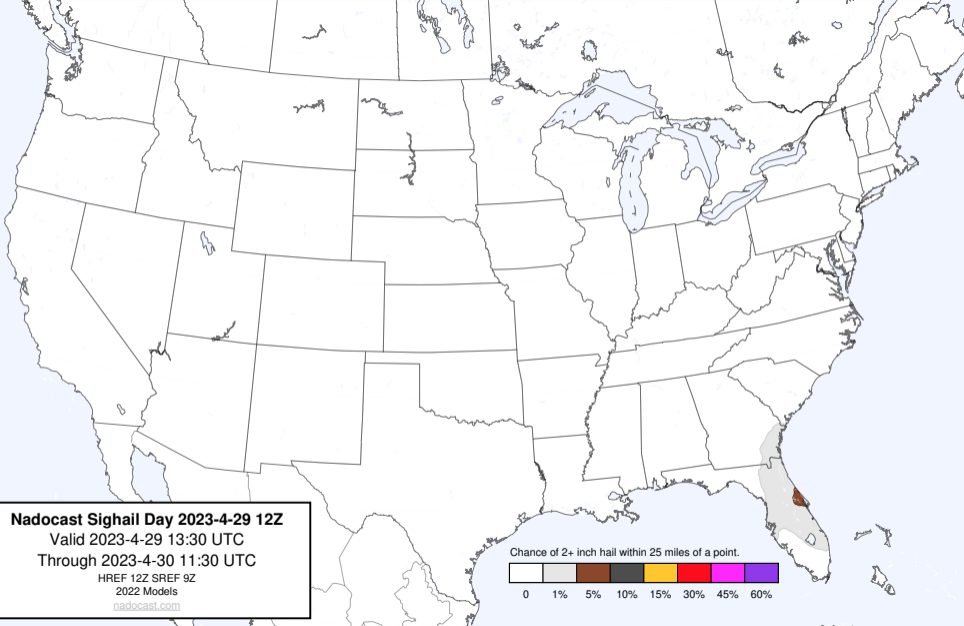 Nadocast Sighail Day 2023-4-29 12Z
Valid 2023-4-29 13:30 UTC
Through 2023-4-30 11:30 UTC
HREF 12Z SREF 9Z
2022 Models
nadocast.com
Chance of 2+ inch hail within 25 miles of a point.
0 1% 5% 10% 15% 30% 45% 60%